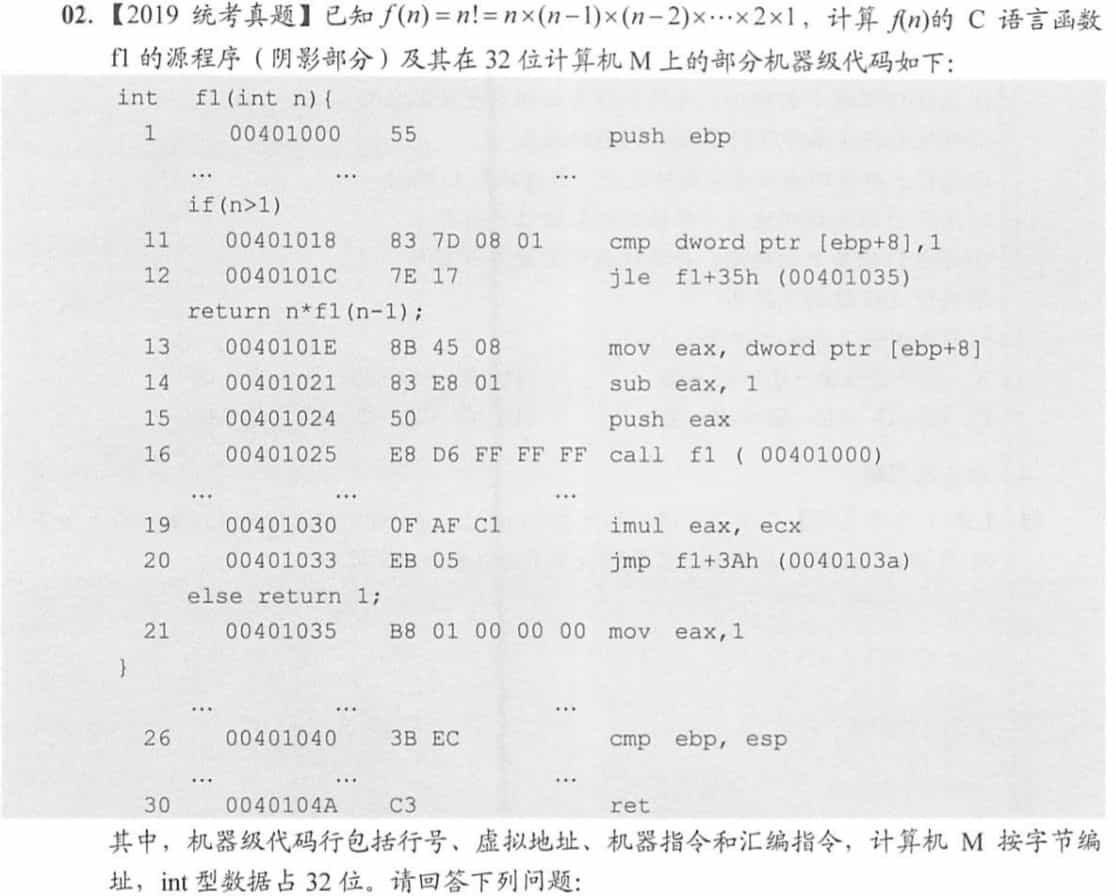 02.【2019 统考真题】已知 f(n)=n!=n×(n−1)×(n−2)×⋯×2×1，计算 f(n)的 C 语言函数
f1 的源程序（阴影部分）及其在 32 位计算机 M 上的部分机器级代码如下：
int f1(int n){
1 00401000 55 push ebp
… … …
if(n>1)
11 00401018 83 7D 08 01 cmp dword ptr [ebp+8],1
12 0040101C 7E 17 jle f1+35h (00401035)
return n*f1(n-1);
13 0040101E 8B 45 08 mov eax, dword ptr [ebp+8]
14 00401021 83 E8 01 sub eax, 1
15 00401024 50 push eax
16 00401025 E8 D6 FF FF FF call f1 ( 00401000)
… … …
19 00401030 0F AF C1 imul eax, ecx
20 00401033 EB 05 jmp f1+3Ah (0040103a)
else return 1;
21 00401035 B8 01 00 00 00 mov eax,1
}
… … …
26 00401040 3B EC cmp ebp, esp
… … …
30 0040104A C3 ret
其中，机器级代码行包括行号、虚拟地址、机器指令和汇编指令，计算机 M 按字节编
址，int 型数据占 32 位。请回答下列问题：